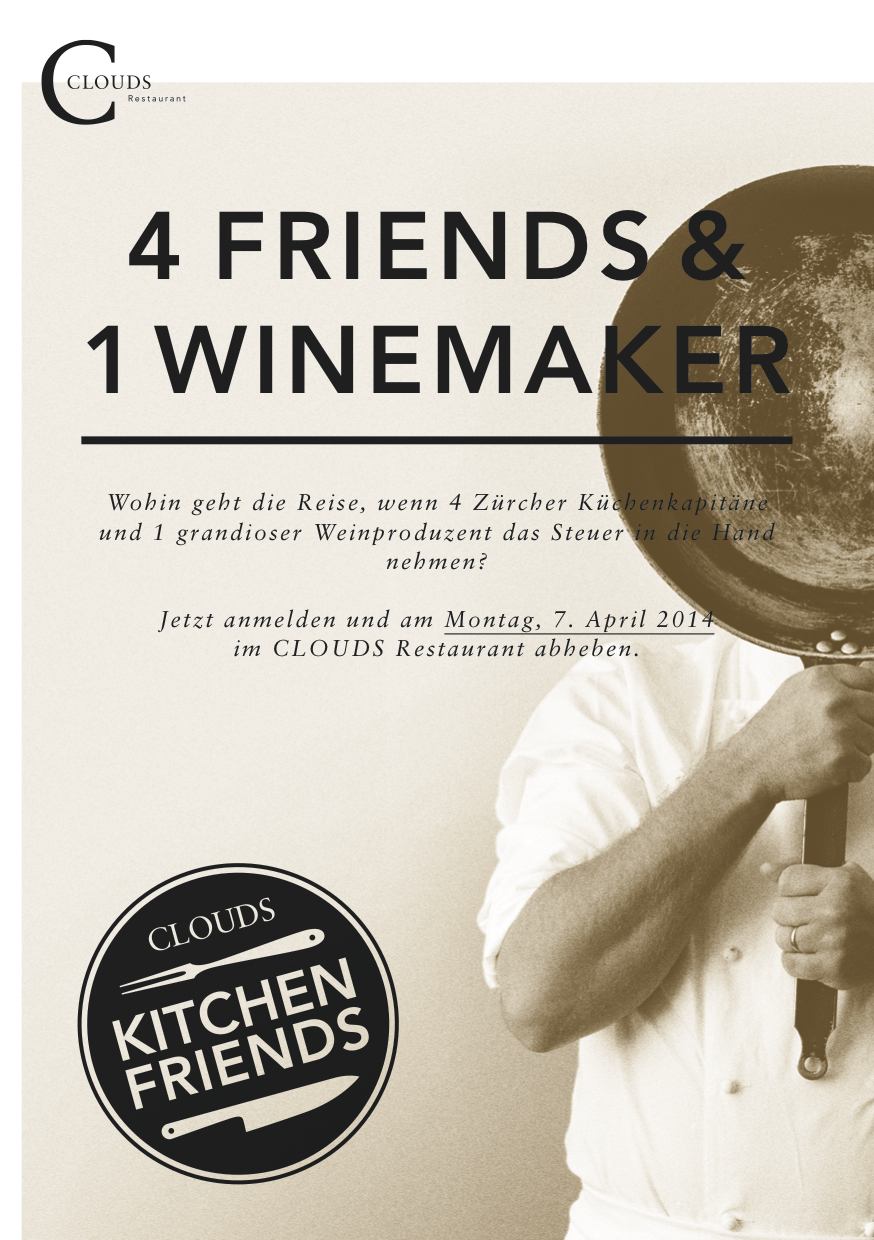 CLOUDS
Restaurant
4 FRIENDS &
1 WINEMAKER
Wohin geht die Reise, wenn 4 Zürcher Küchenkapitäne
und 1 grandioser Weinproduzent das Steuer in die Hand
nehmen?
Jetzt anmelden und am Montag, 7. April 2014
im CLOUDS Restaurant abheben.
CLOUDS
KITCHEN
FRIENDS